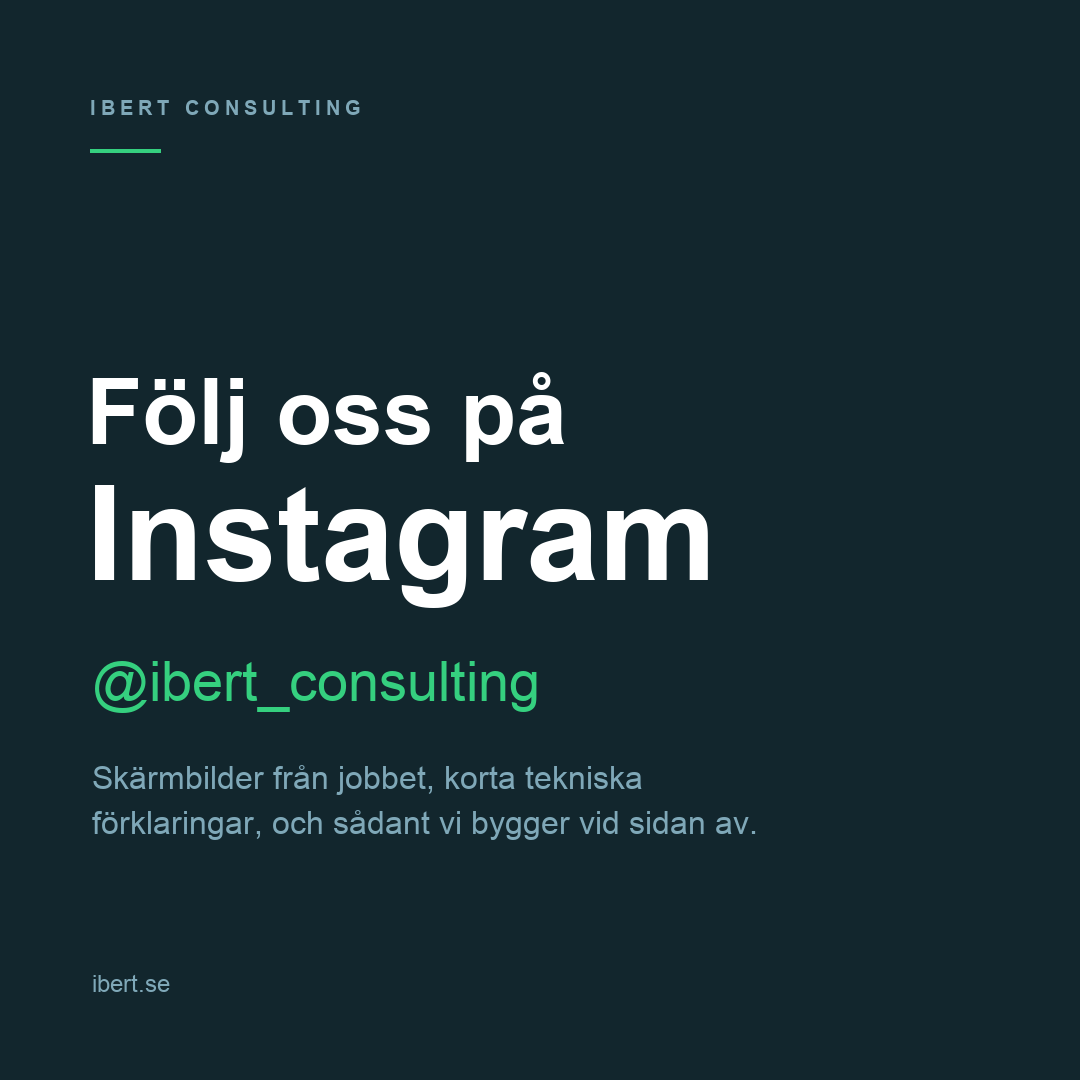 IBERT CONSULTING
Följ oss på
Instagram
@ibert_consulting
Skärmbilder från jobbet, korta tekniska
förklaringar, och sådant vi bygger vid sidan av.
ibert.se